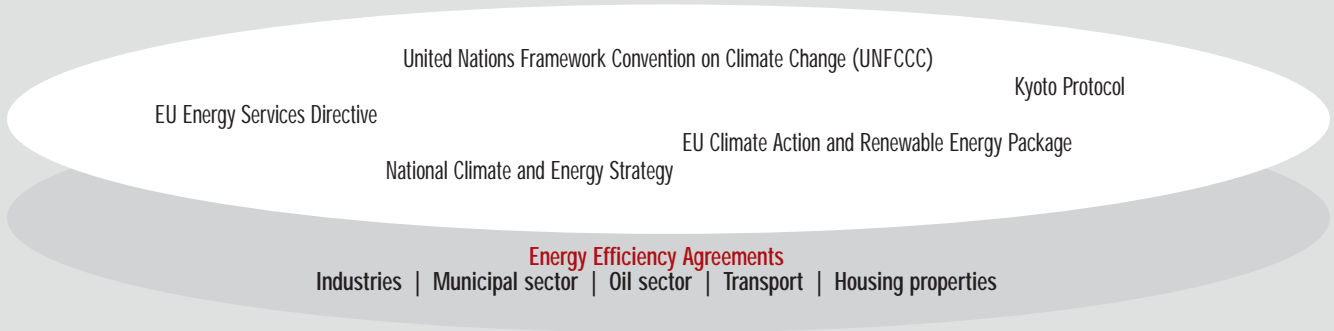 United Nations Framework Convention on Climate Change (UNFCCC)
Kyoto Protocol
EU Energy Services Directive
EU Climate Action and Renewable Energy Package
National Climate and Energy Strategy
Energy Efficiency Agreements
Industries | Municipal sector | Oil sector | Transport | Housing properties